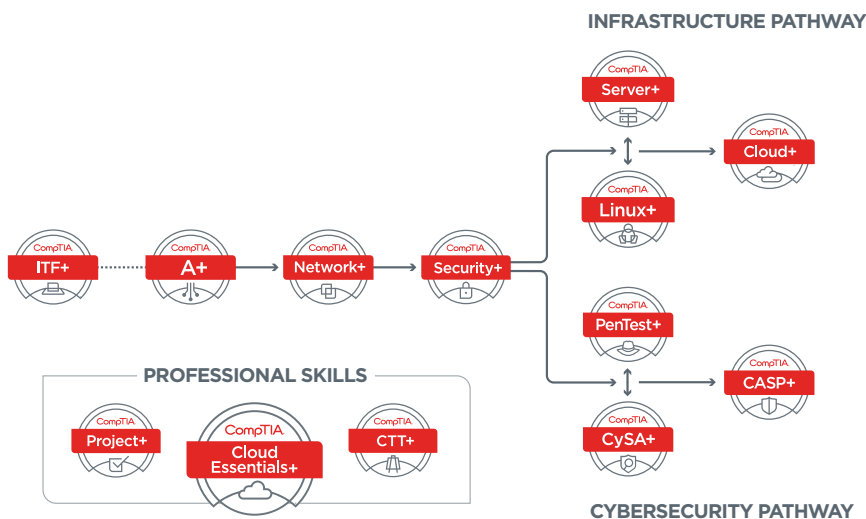 INFRASTRUCTURE PATHWAY
CompTIA
Server+
CompTIA
Cloud+
CompTIA
Linux+
CompTIA
ITF+
CompTIA
A+
CompTIA
Network+
CompTIA
Security+
CompTIA
PenTest+
CompTIA
CASP+
CompTIA
CySA+
PROFESSIONAL SKILLS
CompTIA
Project+
CompTIA
Cloud
Essentials+
CompTIA
CTT+
CYBERSECURITY PATHWAY